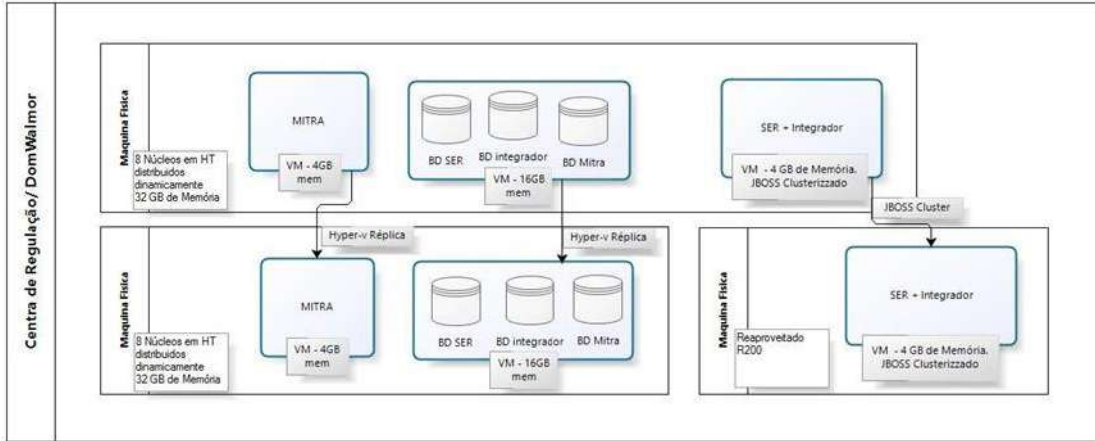 Centra de Regulação/ DomWalmor
Maquina Fisica
8 Núcleos em HT
distribuidos
dinamicamente
32 GB de Memória
MITRA
VM - 4GB
mem
BD SER
BD integrador
BD Mitra
VM - 16GB
mem
SER + Integrador
VM - 4 GB de Memória.
JBOSS Clusterizzado
Hyper-v Réplica
Hyper-v Réplica
JBOSS Cluster
Maquina Fisica
8 Núcleos em HT
distribuidos
dinamicamente
32 GB de Memória
MITRA
VM - 4GB
mem
BD SER
BD integrador
BD Mitra
VM - 16GB
mem
Maquina Fisica
Reaproveitado
R200
SER + Integrador
VM - 4 GB de Memória.
JBOSS Clusterizzado